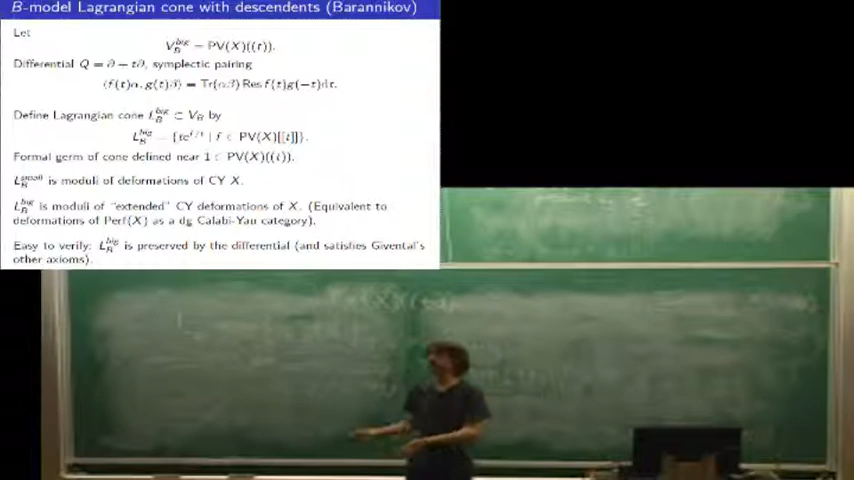 B-model Lagrangian cone with descendents (Barannikov)
Let
V_B^{big} = PV(X)((t)).
Differential Q = ∂̄ − t∂, symplectic pairing
⟨f(t)α, g(t)β⟩ = Tr(αβ) Res f(t)g(−t)dt.
Define Lagrangian cone L_B^{big} ⊂ V_B by
L_B^{big} = {te^{f/t} | f ∈ PV(X)[[t]]}.
Formal germ of cone defined near 1 ∈ PV(X)((t)).
L_B^{small} is moduli of deformations of CY X.
L_B^{big} is moduli of "extended" CY deformations of X. (Equivalent to
deformations of Perf(X) as a dg Calabi-Yau category).
Easy to verify: L_B^{big} is preserved by the differential (and satisfies Givental's
other axioms).